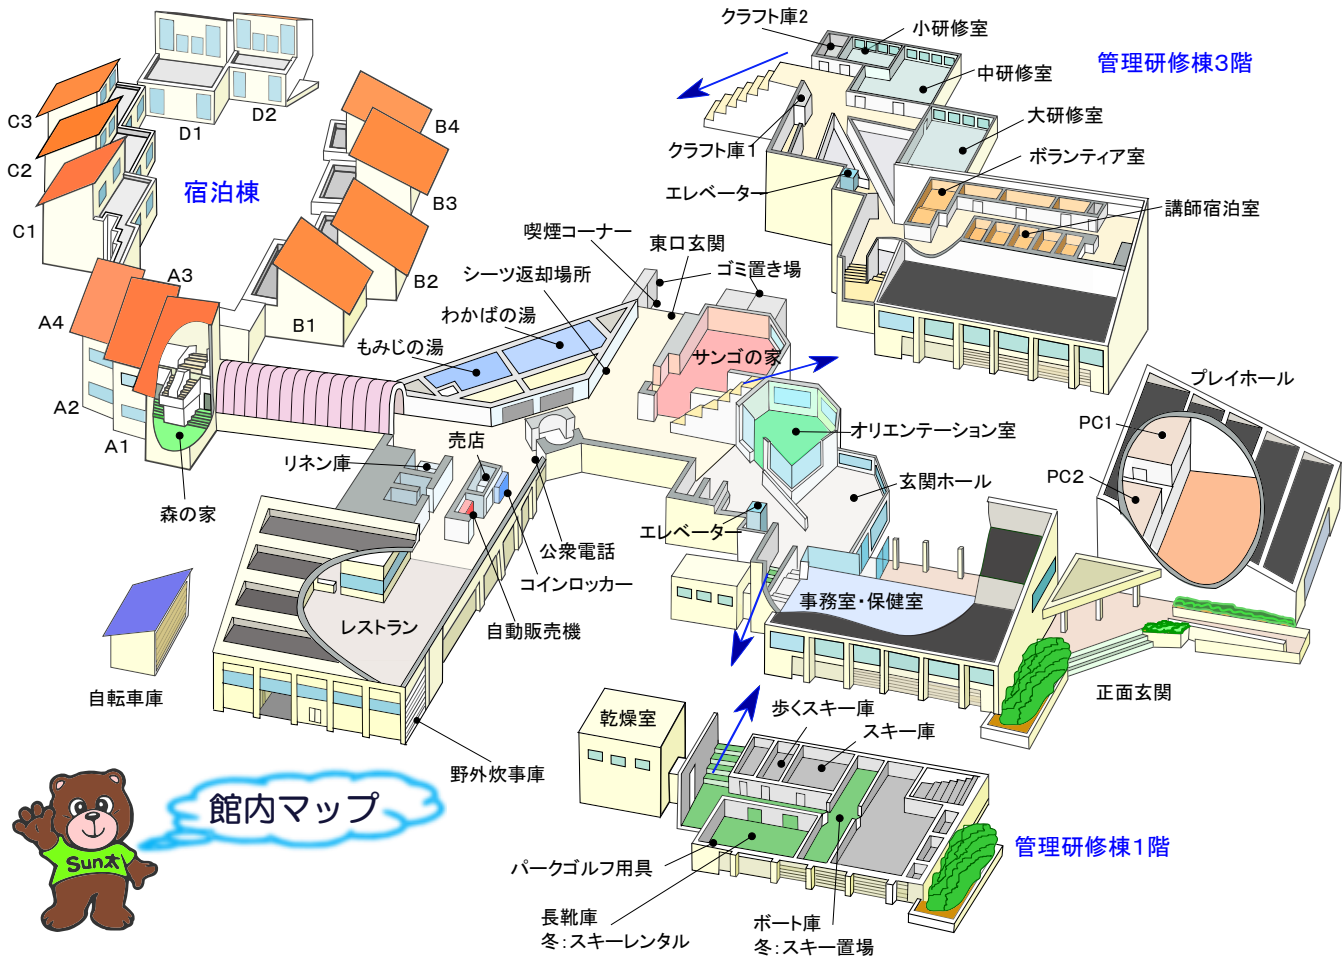 クラフト庫2
小研修室
管理研修棟3階
中研修室
大研修室
クラフト庫1
ボランティア室
エレベーター
講師宿泊室
C3
D1
D2
B4
C2
宿泊棟
B3
C1
B2
A3
A4
B1
A2
A1
喫煙コーナー
東口玄関
シーツ返却場所
ゴミ置き場
わかばの湯
もみじの湯
サンゴの家
プレイホール
PC1
PC2
オリエンテーション室
売店
リネン庫
玄関ホール
森の家
エレベーター
公衆電話
コインロッカー
自動販売機
レストラン
事務室・保健室
自転車庫
正面玄関
野外炊事庫
乾燥室
歩くスキー庫
スキー庫
館内マップ
Sun太
管理研修棟1階
パークゴルフ用具
長靴庫
冬:スキーレンタル
ボート庫
冬:スキー置場